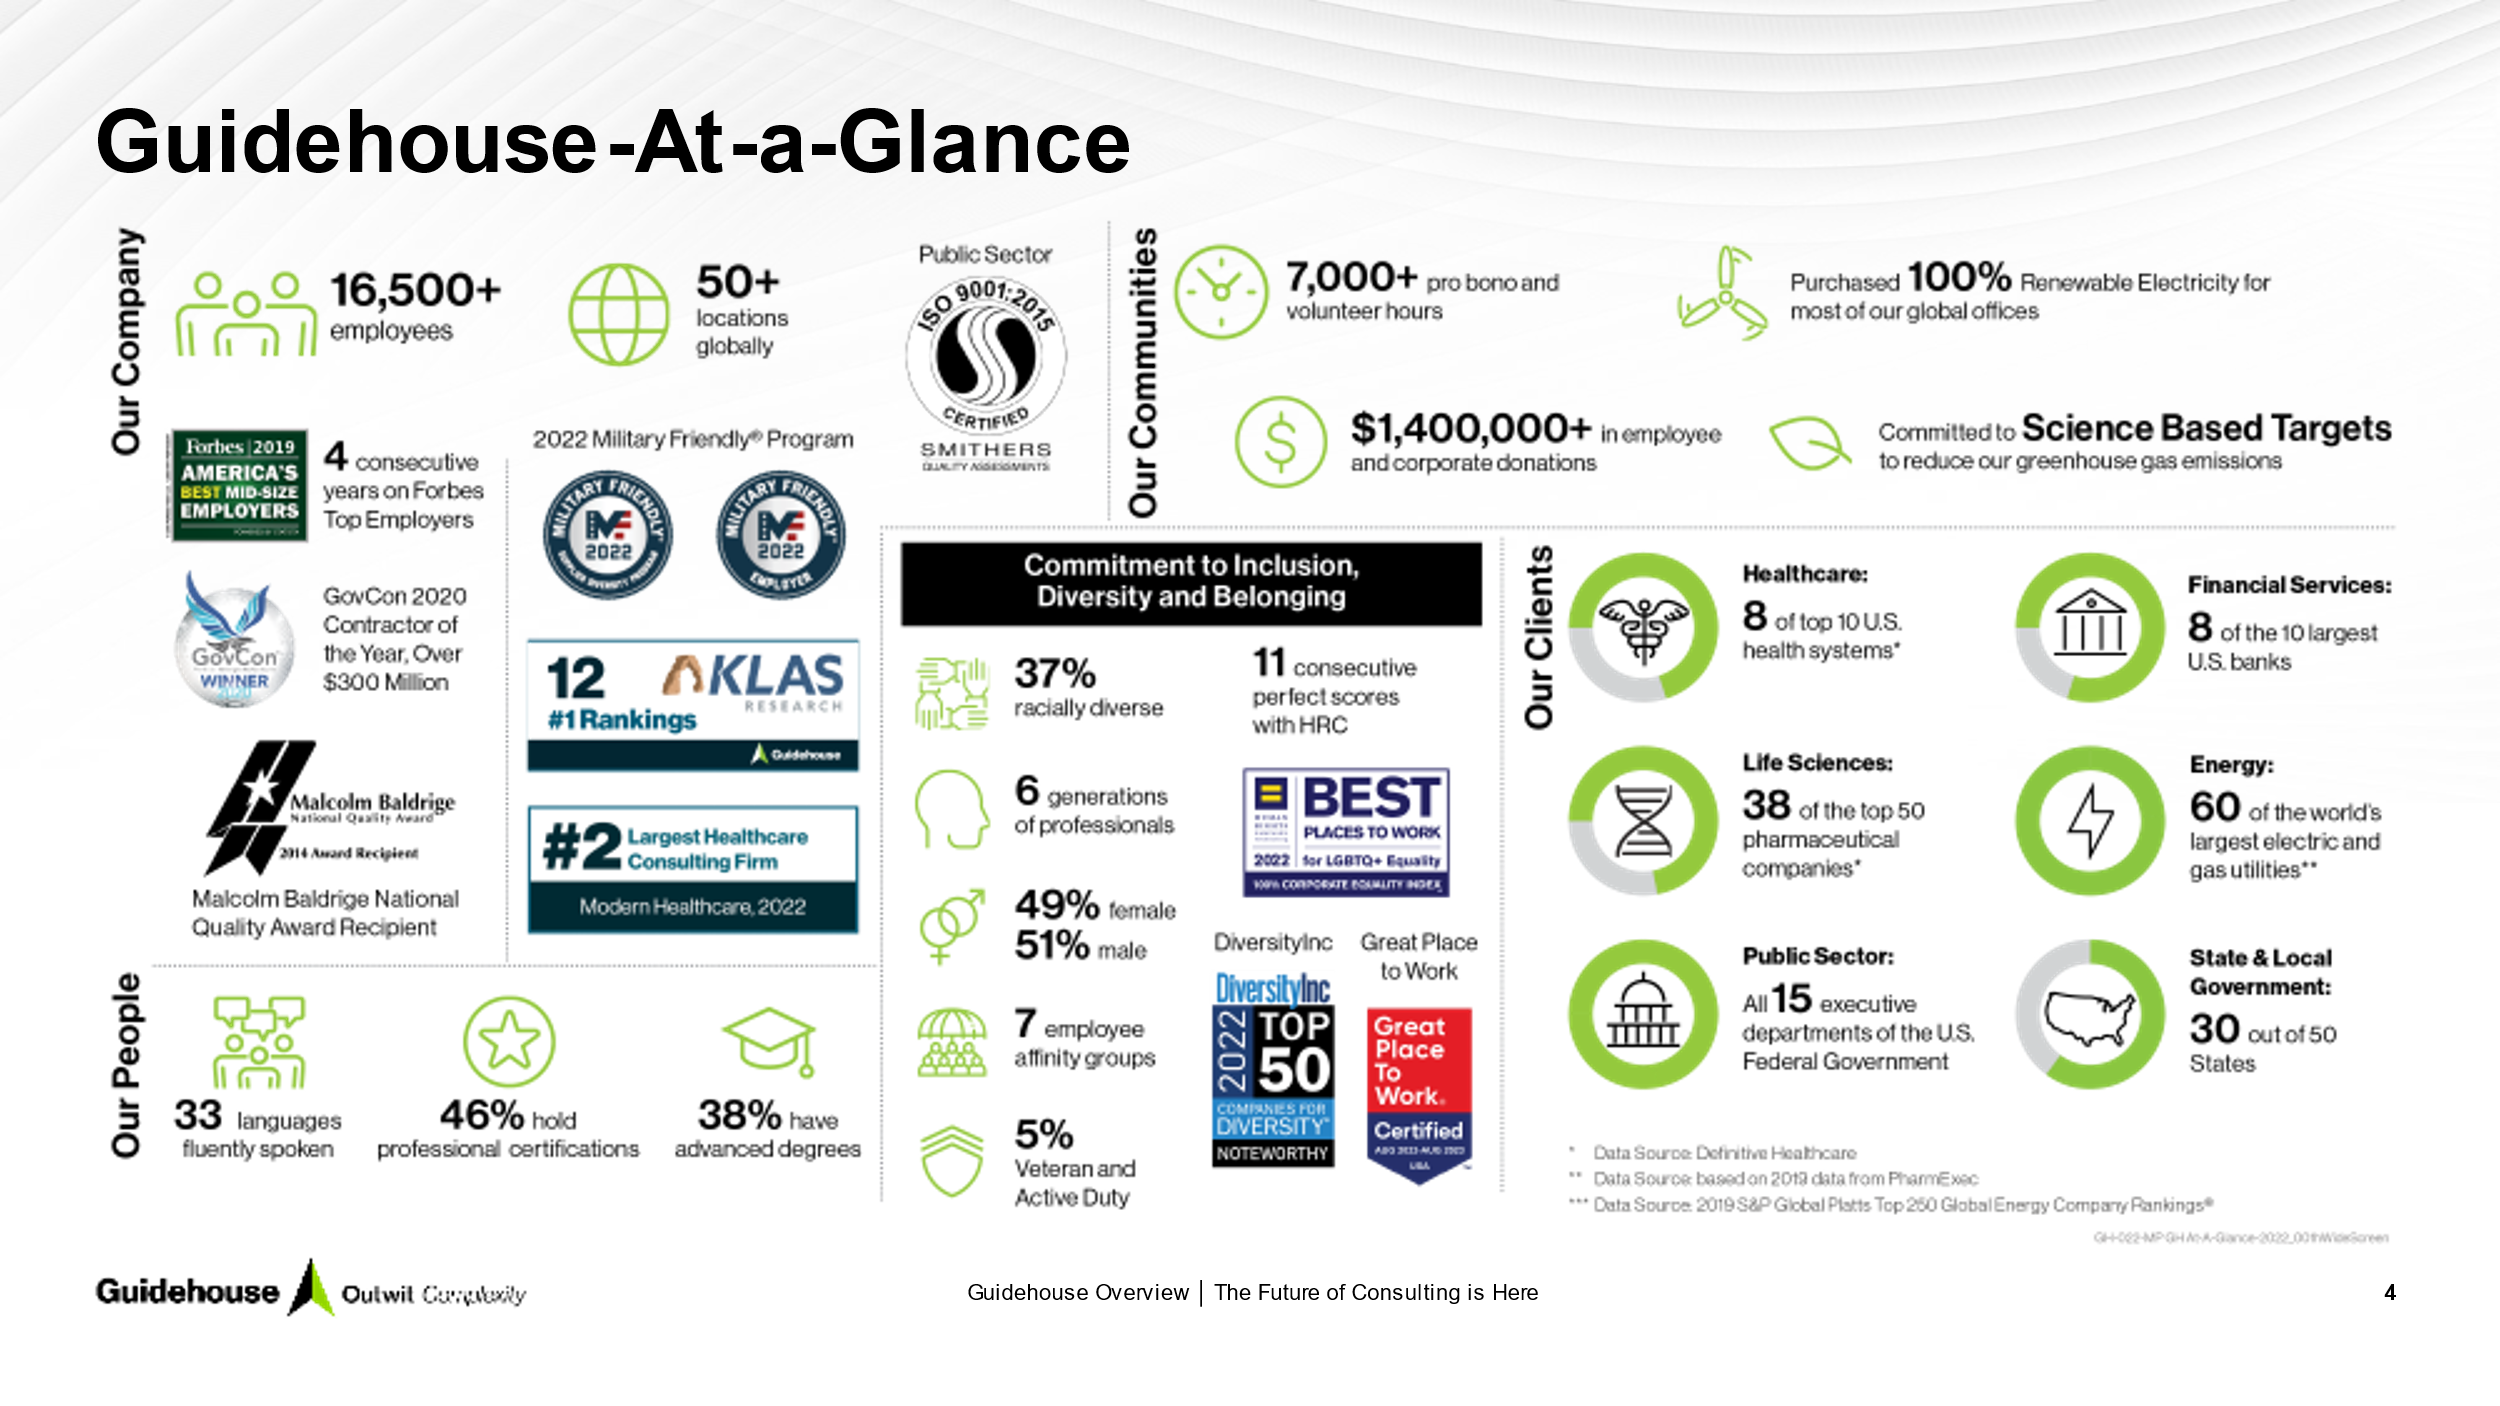 Guidehouse-At-a-Glance
Our Company
16,500+
employees
50+
locations
globally
Public Sector
ISO 9001:2015
CERTIFIED
SMITHERS
QUALITY ASSESSMENTS
Forbes | 2019
AMERICA'S
BEST MID-SIZE
EMPLOYERS
4 consecutive
years on Forbes
Top Employers
GovCon
WINNER
2020
GovCon 2020
Contractor of
the Year, Over
$300 Million
Malcolm Baldrige
National Quality Award
2014 Award Recipient
Malcolm Baldrige National
Quality Award Recipient
2022 Military Friendly® Program
MILITARY FRIENDLY
2022
SUPPLIER DIVERSITY PROGRAM
MILITARY FRIENDLY
2022
EMPLOYER
12
#1 Rankings
KLAS
RESEARCH
Guidehouse
#2 Largest Healthcare
Consulting Firm
Modern Healthcare, 2022
Our People
33 languages
fluently spoken
46% hold
professional certifications
38% have
advanced degrees
Our Communities
7,000+ pro bono and
volunteer hours
Purchased 100% Renewable Electricity for
most of our global offices
$1,400,000+ in employee
and corporate donations
Committed to Science Based Targets
to reduce our greenhouse gas emissions
Commitment to Inclusion,
Diversity and Belonging
37%
racially diverse
6 generations
of professionals
49% female
51% male
7 employee
affinity groups
5%
Veteran and
Active Duty
11 consecutive
perfect scores
with HRC
BEST
PLACES TO WORK
2022 for LGBTQ+ Equality
100% CORPORATE EQUALITY INDEX
DiversityInc
DiversityInc
2022
TOP
50
COMPANIES FOR
DIVERSITY
NOTEWORTHY
Great Place
to Work
Great
Place
To
Work.
Certified
USA
Our Clients
Healthcare:
8 of top 10 U.S.
health systems*
Financial Services:
8 of the 10 largest
U.S. banks
Life Sciences:
38 of the top 50
pharmaceutical
companies*
Energy:
60 of the world's
largest electric and
gas utilities**
Public Sector:
All 15 executive
departments of the U.S.
Federal Government
State & Local
Government:
30 out of 50
States
* Data Source: Definitive Healthcare
** Data Source: based on 2019 data from PharmExec
*** Data Source: 2019 S&P Global Platts Top 250 Global Energy Company Rankings®
Guidehouse Outwit Complexity
Guidehouse Overview | The Future of Consulting is Here
4